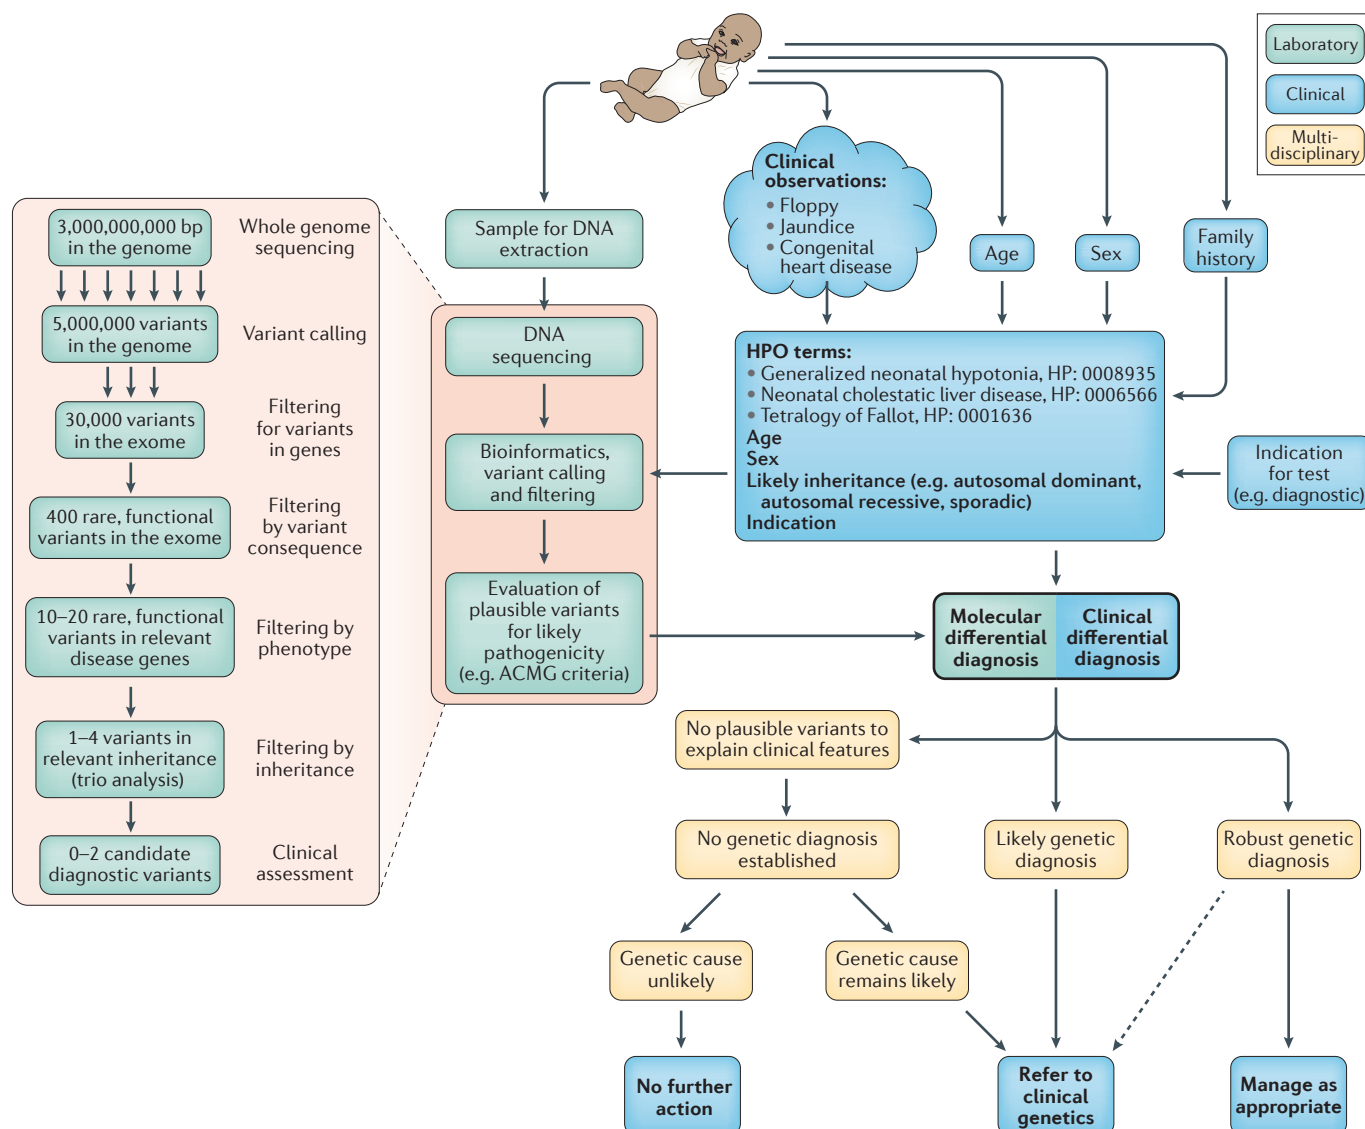 Laboratory
Clinical
Multi-
disciplinary
Clinical
observations:
• Floppy
• Jaundice
• Congenital
heart disease
Age
Sex
Family
history
Sample for DNA
extraction
DNA
sequencing
Bioinformatics,
variant calling
and filtering
Evaluation of
plausible variants
for likely
pathogenicity
(e.g. ACMG criteria)
3,000,000,000 bp
in the genome
Whole genome
sequencing
5,000,000 variants
in the genome
Variant calling
30,000 variants
in the exome
Filtering
for variants
in genes
400 rare, functional
variants in the exome
Filtering
by variant
consequence
10–20 rare, functional
variants in relevant
disease genes
Filtering by
phenotype
1–4 variants in
relevant inheritance
(trio analysis)
Filtering by
inheritance
0–2 candidate
diagnostic variants
Clinical
assessment
HPO terms:
• Generalized neonatal hypotonia, HP: 0008935
• Neonatal cholestatic liver disease, HP: 0006566
• Tetralogy of Fallot, HP: 0001636
Age
Sex
Likely inheritance (e.g. autosomal dominant,
autosomal recessive, sporadic)
Indication
Indication
for test
(e.g. diagnostic)
Molecular
differential
diagnosis
Clinical
differential
diagnosis
No plausible variants to
explain clinical features
No genetic diagnosis
established
Likely genetic
diagnosis
Robust genetic
diagnosis
Genetic cause
unlikely
Genetic cause
remains likely
No further
action
Refer to
clinical
genetics
Manage as
appropriate